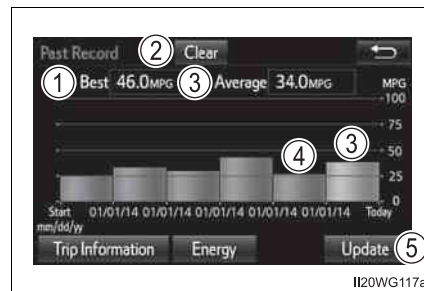 Past Record ② Clear
① Best 46.0MPG ③ Average 34.0MPG MPG
100
75
④ ③ 50
25
0
Start 01/01/14 01/01/14 01/01/14 01/01/14 01/01/14 Today
mm/dd/yy
Trip Information Energy Update ⑤
II20WG117a